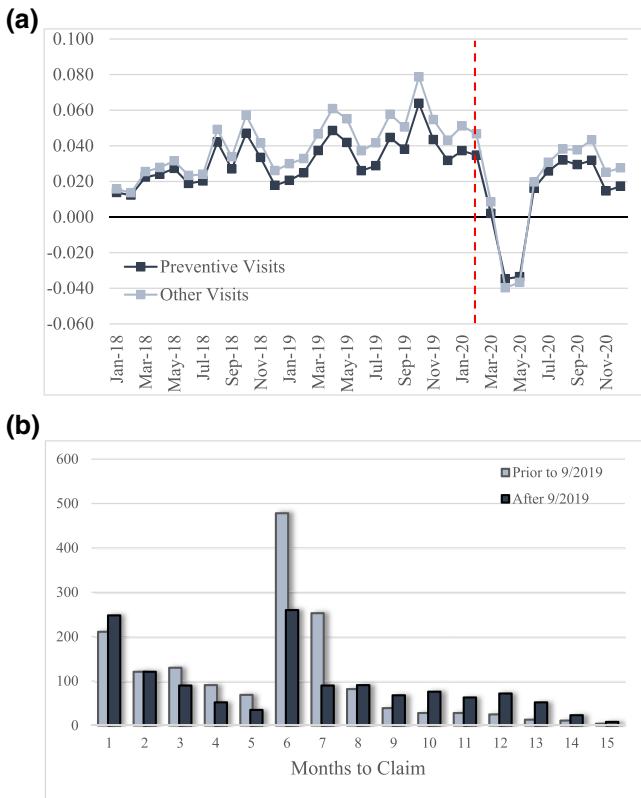 (a)
0.100
0.080
0.060
0.040
0.020
0.000
-0.020
-0.040
-0.060
Preventive Visits
Other Visits
Jan-18
Mar-18
May-18
Jul-18
Sep-18
Nov-18
Jan-19
Mar-19
May-19
Jul-19
Sep-19
Nov-19
Jan-20
Mar-20
May-20
Jul-20
Sep-20
Nov-20
(b)
600
500
400
300
200
100
0
Prior to 9/2019
After 9/2019
1 2 3 4 5 6 7 8 9 10 11 12 13 14 15
Months to Claim